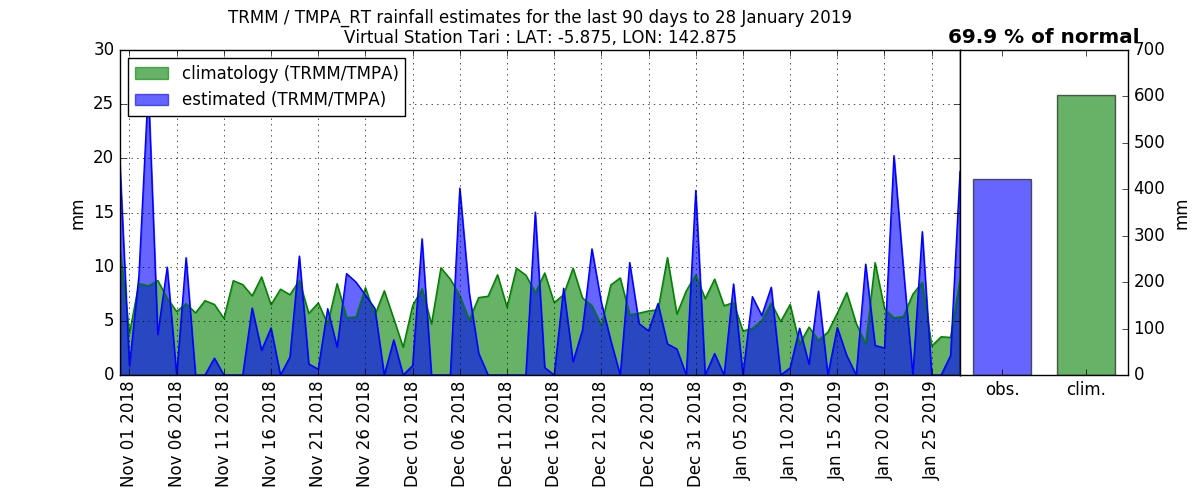 TRMM / TMPA_RT rainfall estimates for the last 90 days to 28 January 2019
Virtual Station Tari : LAT: -5.875, LON: 142.875
69.9 % of normal
climatology (TRMM/TMPA)
estimated (TRMM/TMPA)
30
25
20
15
10
5
0
mm
700
600
500
400
300
200
100
0
mm
Nov 01 2018
Nov 06 2018
Nov 11 2018
Nov 16 2018
Nov 21 2018
Nov 26 2018
Dec 01 2018
Dec 06 2018
Dec 11 2018
Dec 16 2018
Dec 21 2018
Dec 26 2018
Dec 31 2018
Jan 05 2019
Jan 10 2019
Jan 15 2019
Jan 20 2019
Jan 25 2019
obs.
clim.